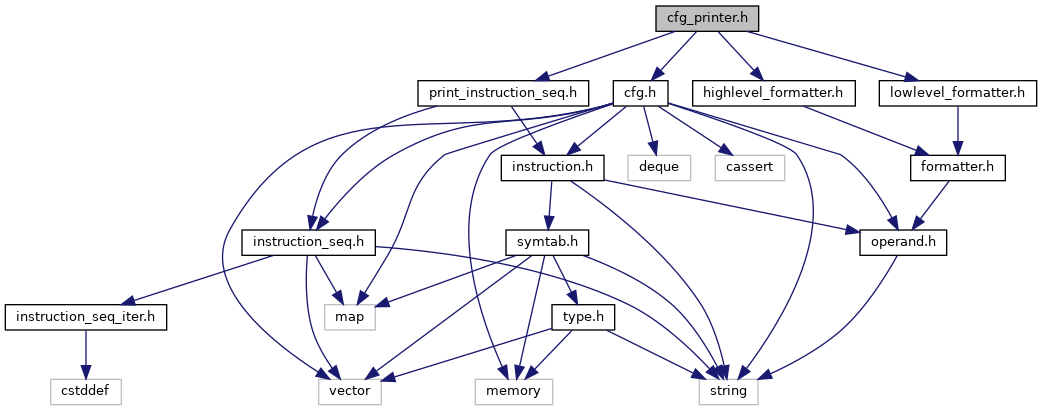 cfg_printer.h
print_instruction_seq.h
cfg.h
highlevel_formatter.h
lowlevel_formatter.h
instruction.h
deque
cassert
formatter.h
instruction_seq.h
symtab.h
operand.h
instruction_seq_iter.h
map
type.h
cstddef
vector
memory
string